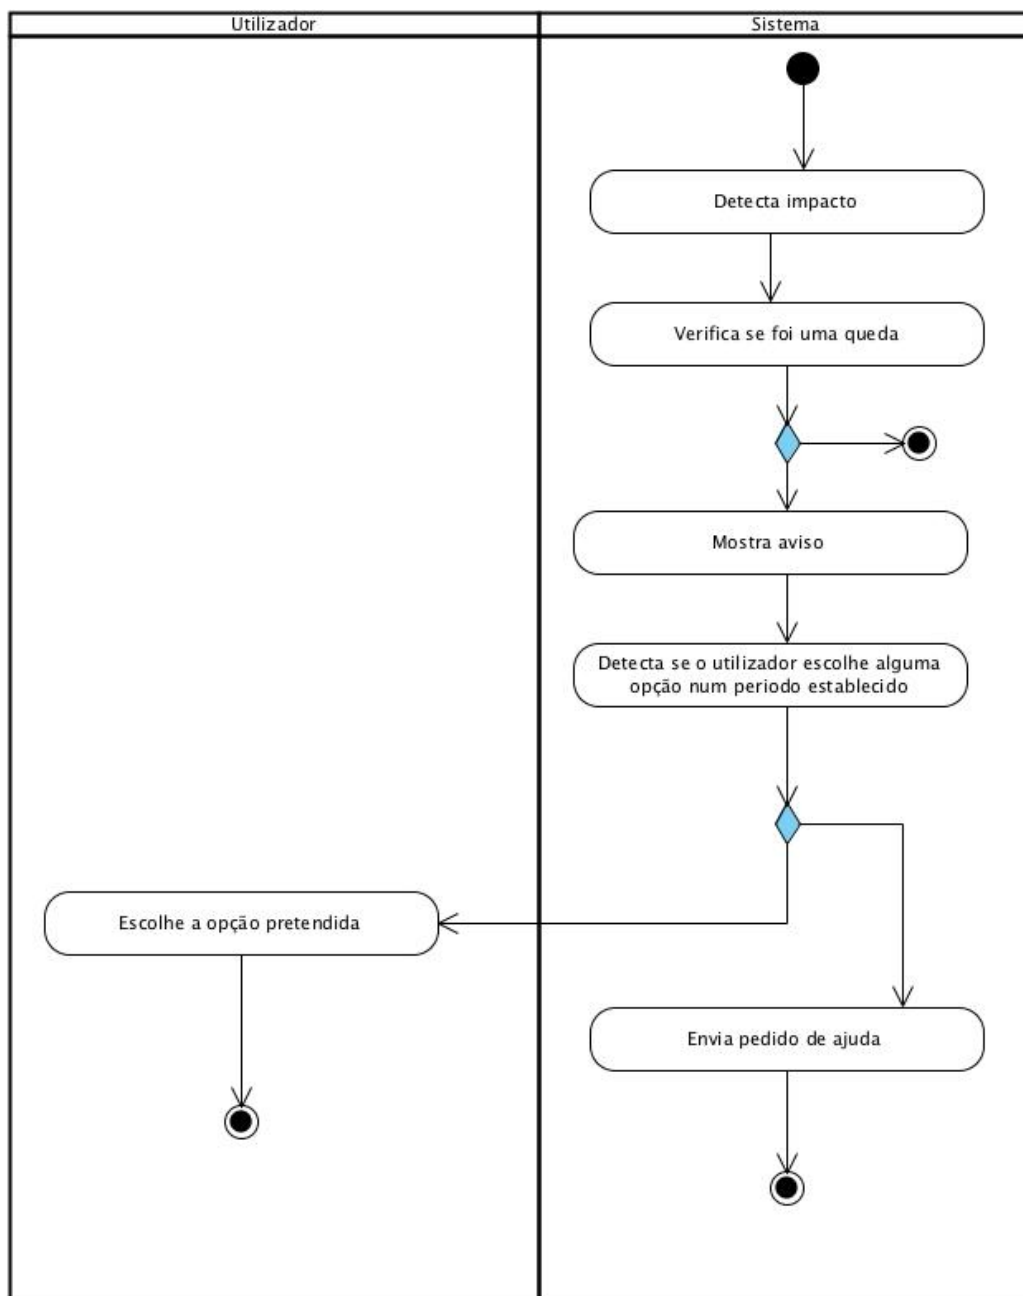 Utilizador
Sistema
Detecta impacto
Verifica se foi uma queda
Mostra aviso
Detecta se o utilizador escolhe alguma
opção num periodo establecido
Escolhe a opção pretendida
Envia pedido de ajuda